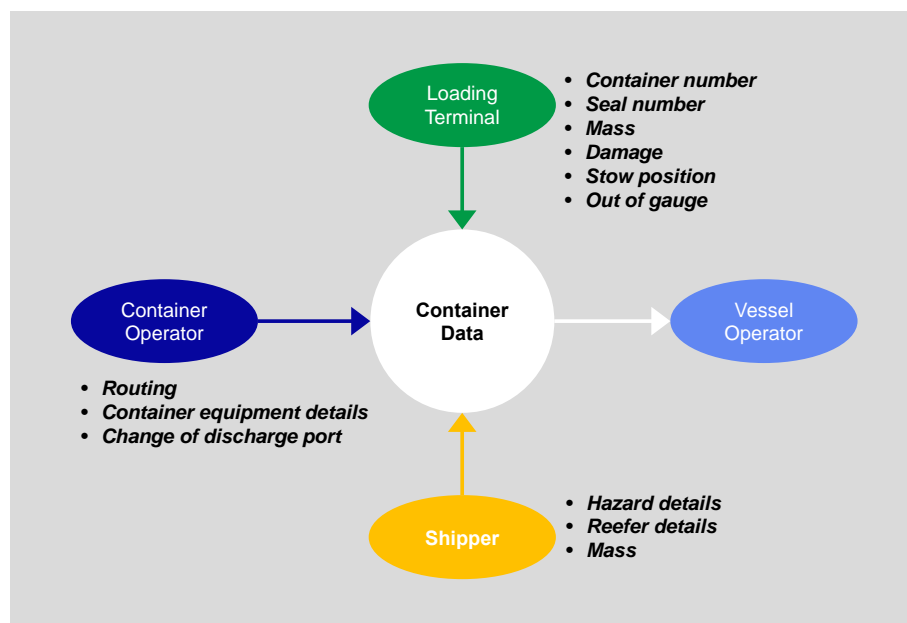 Loading
Terminal
• Container number
• Seal number
• Mass
• Damage
• Stow position
• Out of gauge
Container
Operator
Container
Data
Vessel
Operator
• Routing
• Container equipment details
• Change of discharge port
Shipper
• Hazard details
• Reefer details
• Mass